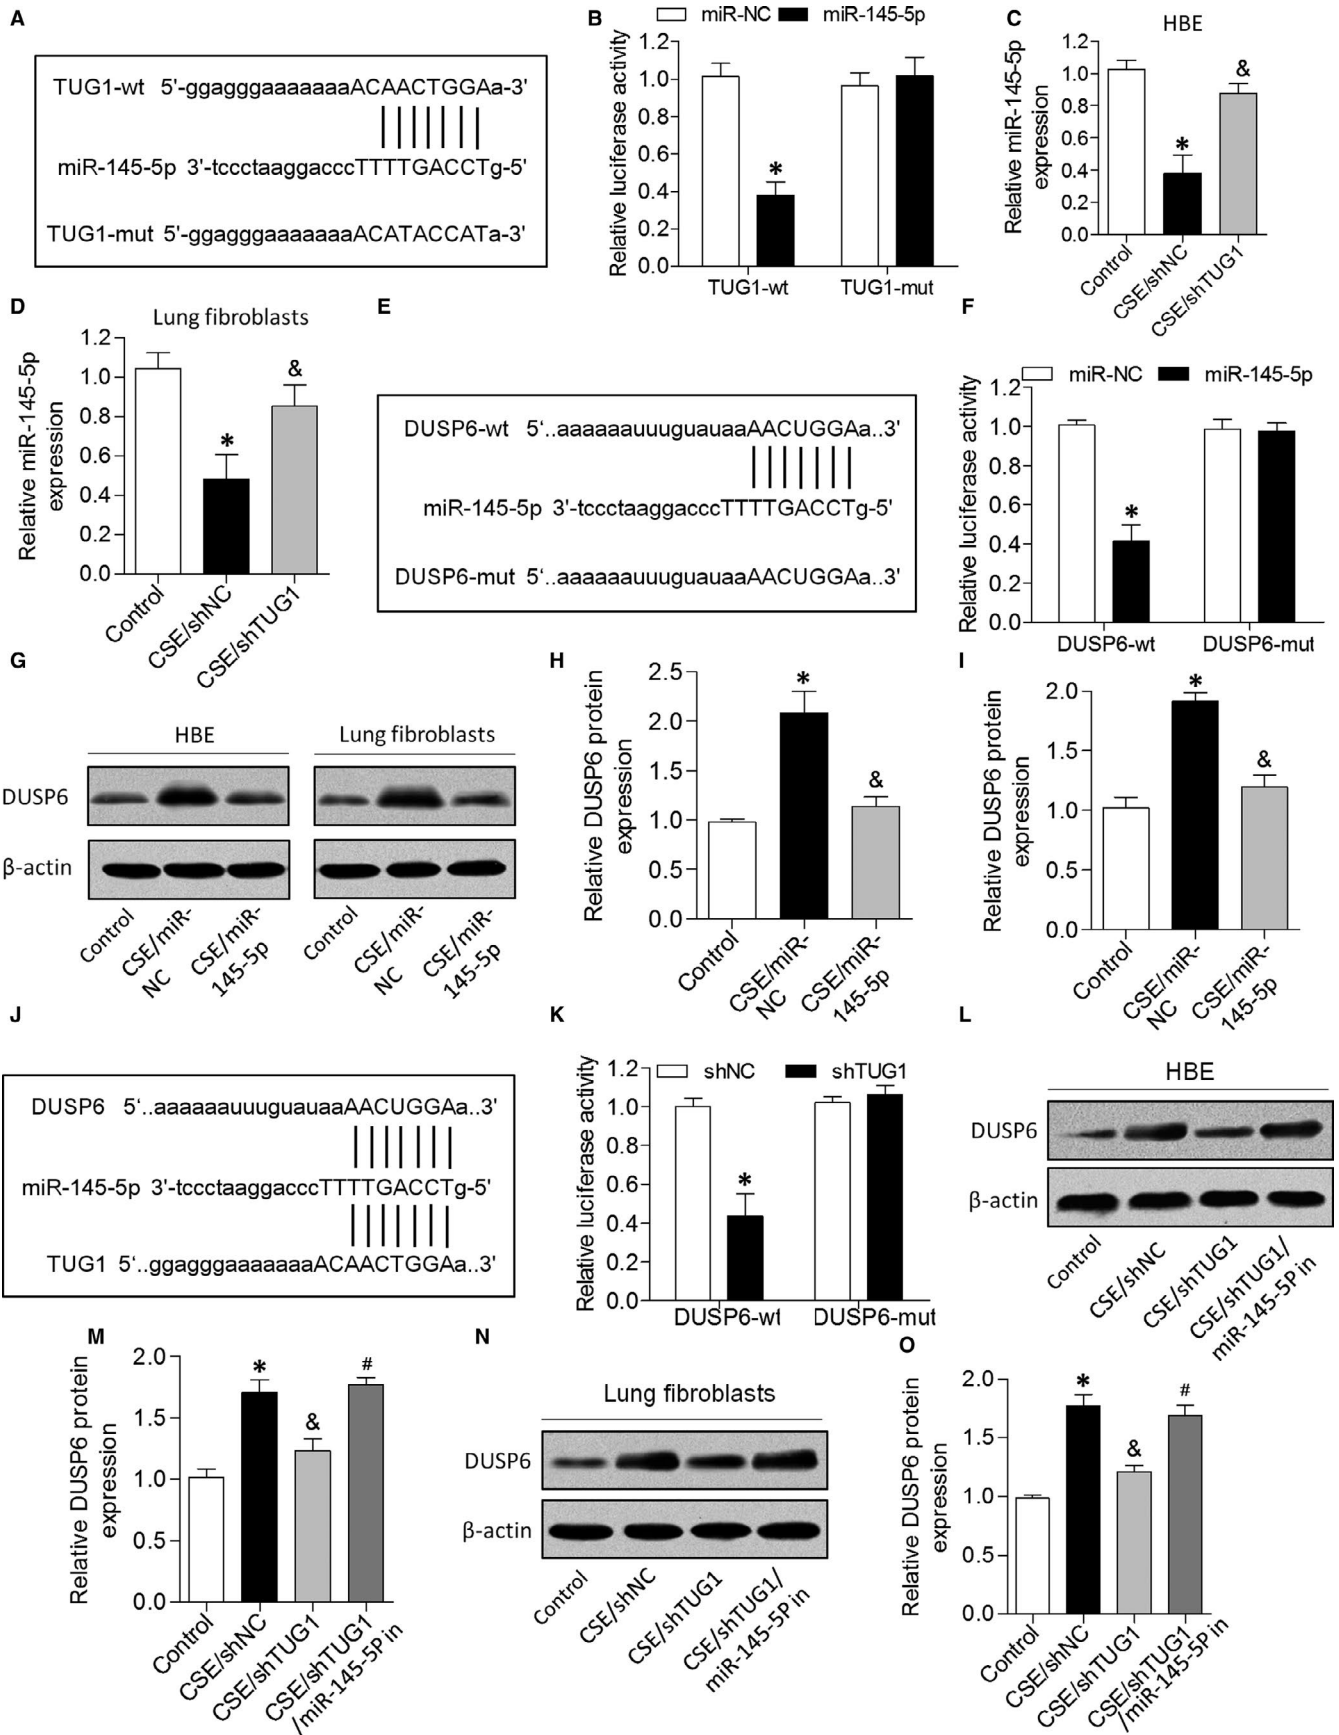 A
TUG1-wt 5'-ggagggaaaaaaaACAACTGGAa-3'
miR-145-5p 3'-tccctaaggacccTTTTGACCTg-5'
TUG1-mut 5'-ggagggaaaaaaaACATACCATa-3'
B
miR-NC miR-145-5p
Relative luciferase activity
1.2
1.0
0.8
0.6
0.4
0.2
0.0
*
TUG1-wt TUG1-mut
C
HBE
Relative miR-145-5p
expression
1.2
1.0
0.8
0.6
0.4
0.2
0.0
*
&
Control
CSE/shNC
CSE/shTUG1
D
Lung fibroblasts
Relative miR-145-5p
expression
1.2
1.0
0.8
0.6
0.4
0.2
0.0
*
&
Control
CSE/shNC
CSE/shTUG1
E
DUSP6-wt 5‘..aaaaaauuuguauaaAACUGGAa..3'
miR-145-5p 3'-tccctaaggacccTTTTGACCTg-5'
DUSP6-mut 5‘..aaaaaauuuguauaaAACUGGAa..3'
F
miR-NC miR-145-5p
Relative luciferase activity
1.2
1.0
0.8
0.6
0.4
0.2
0.0
*
DUSP6-wt DUSP6-mut
G
HBE Lung fibroblasts
DUSP6
β-actin
Control
CSE/miR-
NC
CSE/miR-
145-5p
Control
CSE/miR-
NC
CSE/miR-
145-5p
H
Relative DUSP6 protein
expression
2.5
2.0
1.5
1.0
0.5
0.0
*
&
Control
CSE/miR-
NC
CSE/miR-
145-5p
I
Relative DUSP6 protein
expression
2.0
1.5
1.0
0.5
0.0
*
&
Control
CSE/miR-
NC
CSE/miR-
145-5p
J
DUSP6 5‘..aaaaaauuuguauaaAACUGGAa..3'
miR-145-5p 3'-tccctaaggacccTTTTGACCTg-5'
TUG1 5‘..ggagggaaaaaaaACAACTGGAa..3'
K
shNC shTUG1
Relative luciferase activity
1.2
1.0
0.8
0.6
0.4
0.2
0.0
*
DUSP6-wt DUSP6-mut
L
HBE
DUSP6
β-actin
Control
CSE/shNC
CSE/shTUG1
CSE/shTUG1/
miR-145-5P in
M
Relative DUSP6 protein
expression
2.0
1.5
1.0
0.5
0.0
*
&
#
Control
CSE/shNC
CSE/shTUG1
CSE/shTUG1
/miR-145-5P in
N
Lung fibroblasts
DUSP6
β-actin
Control
CSE/shNC
CSE/shTUG1
CSE/shTUG1/
miR-145-5P in
O
Relative DUSP6 protein
expression
2.0
1.5
1.0
0.5
0.0
*
&
#
Control
CSE/shNC
CSE/shTUG1
CSE/shTUG1
/miR-145-5P in